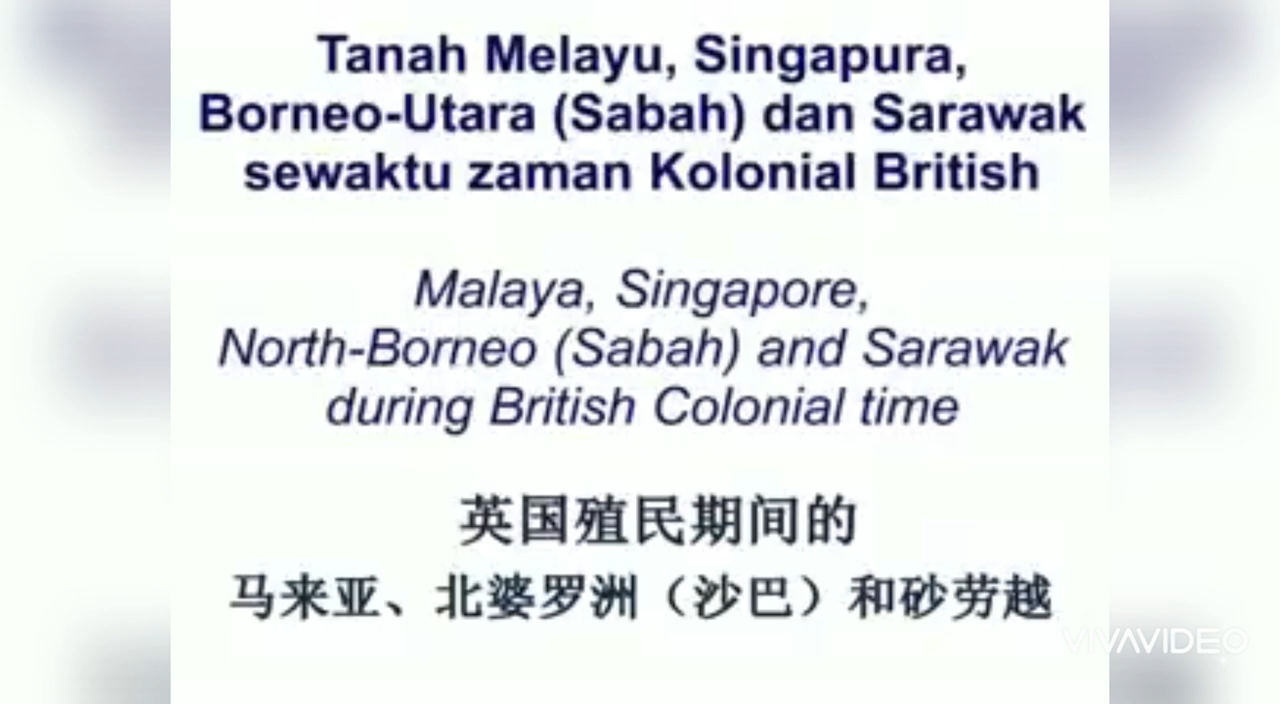 Tanah Melayu, Singapura,
Borneo-Utara (Sabah) dan Sarawak
sewaktu zaman Kolonial British
Malaya, Singapore,
North-Borneo (Sabah) and Sarawak
during British Colonial time
英国殖民期间的
马来亚、北婆罗洲（沙巴）和砂劳越
VIVAVIDEO